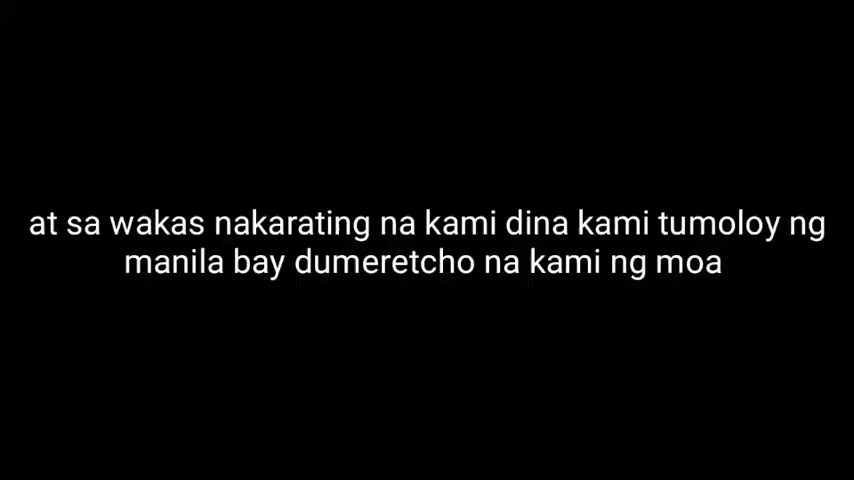 at sa wakas nakarating na kami dina kami tumoloy ng
manila bay dumeretcho na kami ng moa